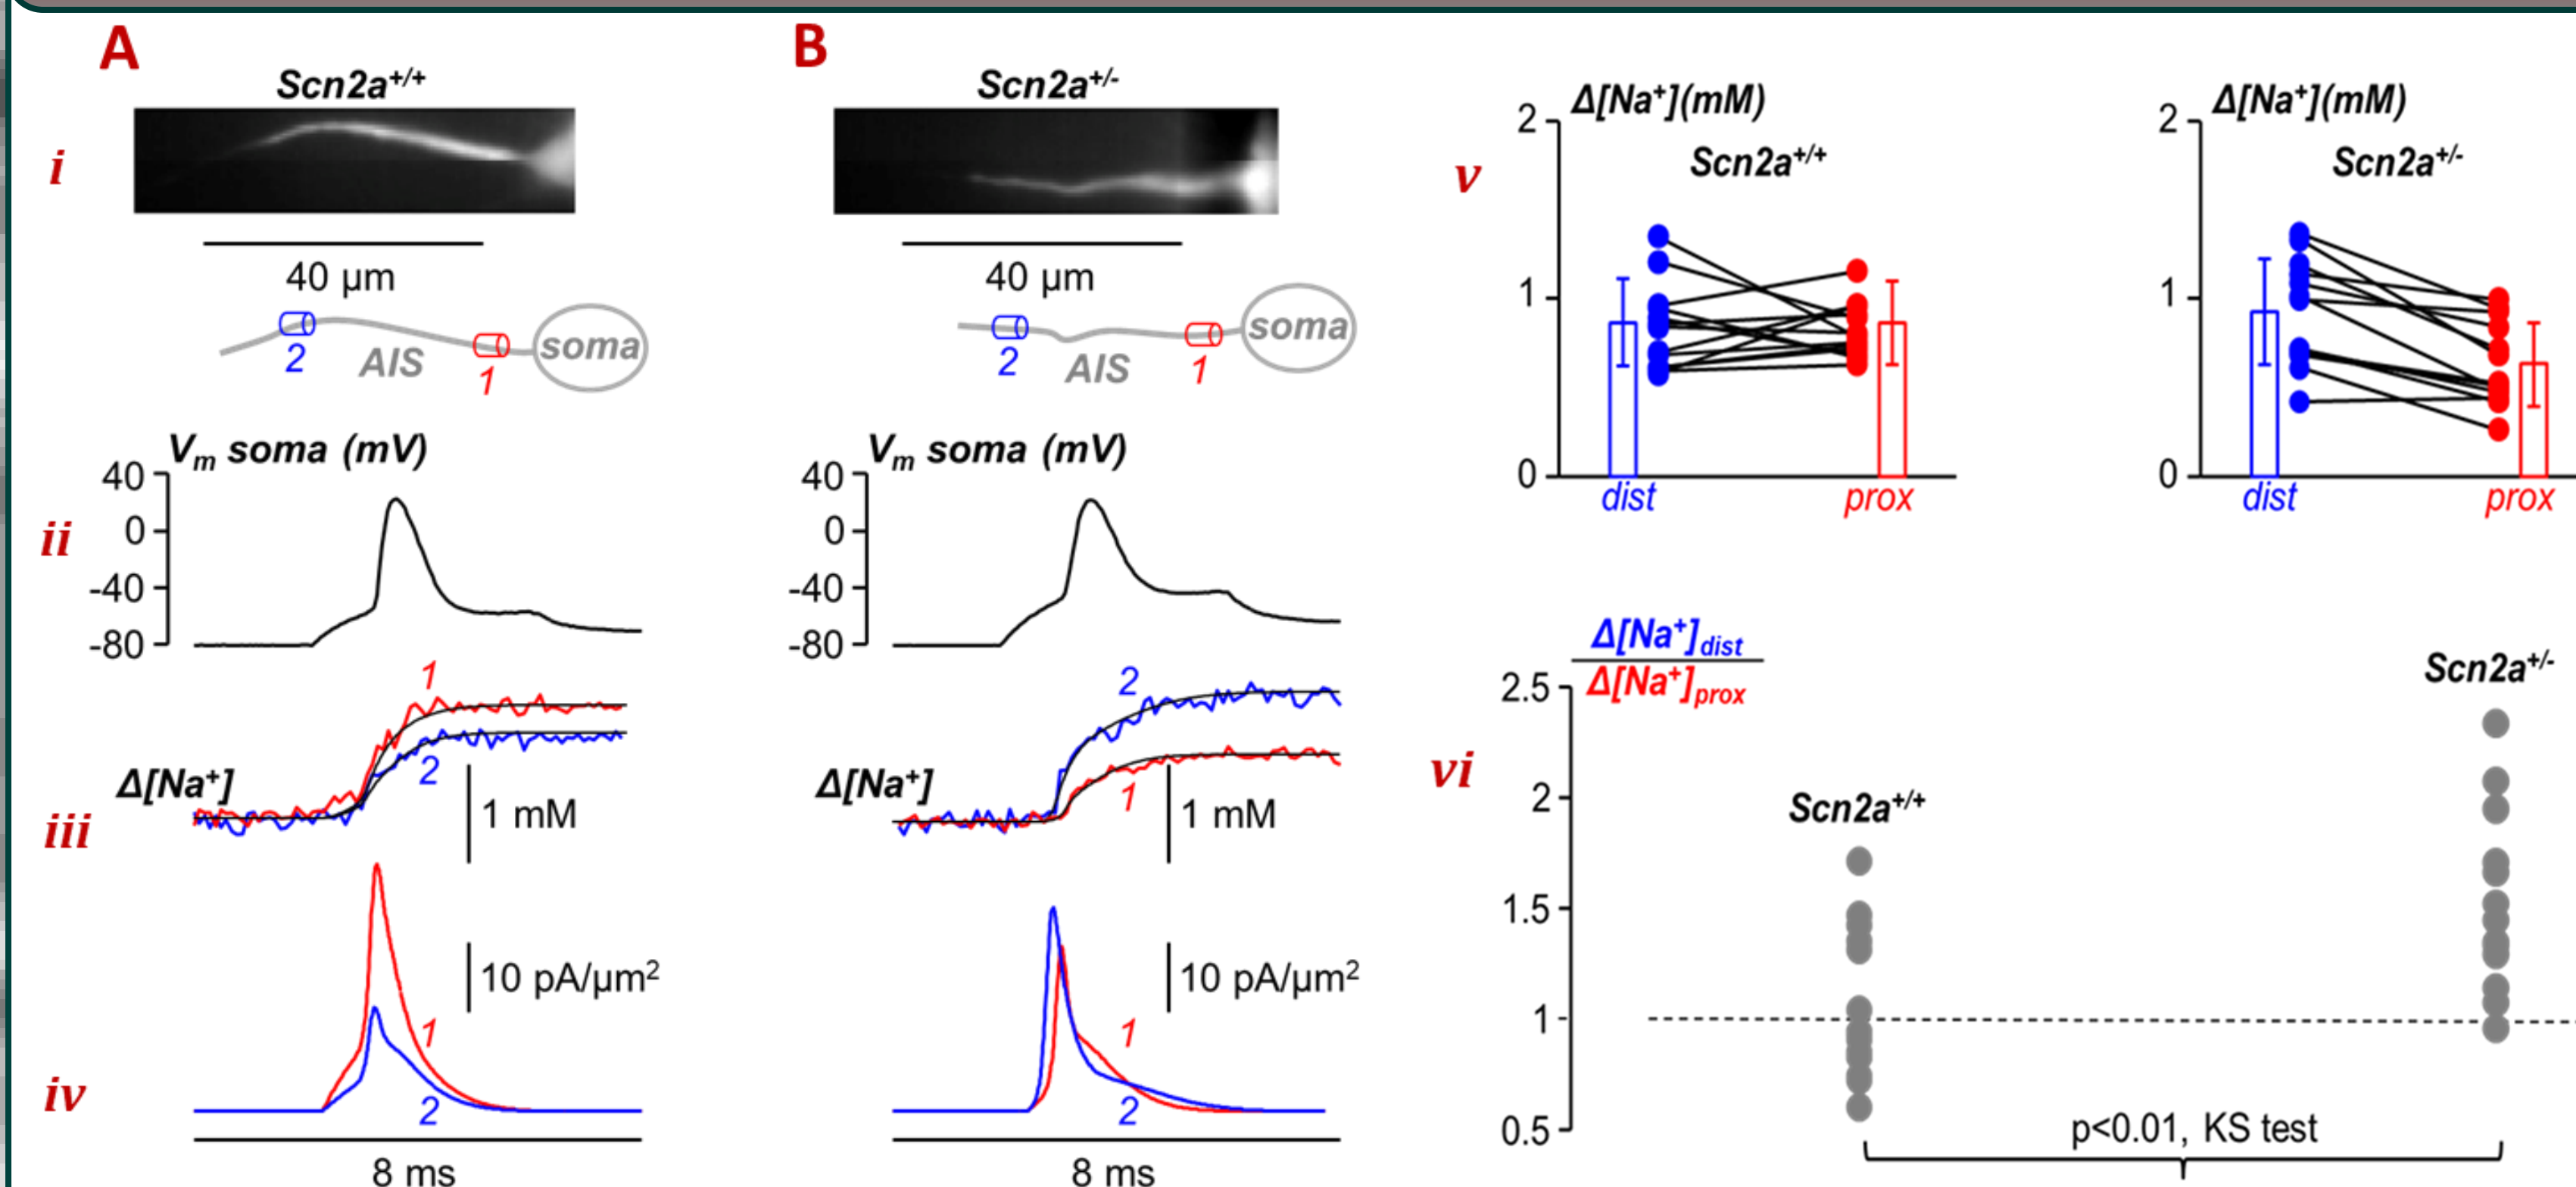 A
Scn2a+/+
i
40 µm
2
AIS
1
soma
ii
Vm soma (mV)
40
0
-40
-80
iii
Δ[Na+]
1
2
1 mM
iv
10 pA/µm²
1
2
8 ms
B
Scn2a+/-
40 µm
2
AIS
1
soma
Vm soma (mV)
40
0
-40
-80
Δ[Na+]
2
1
1 mM
10 pA/µm²
1
2
8 ms
v
Δ[Na+](mM)
Scn2a+/+
2
1
0
dist
prox
Δ[Na+](mM)
Scn2a+/-
2
1
0
dist
prox
vi
Δ[Na+]dist
Δ[Na+]prox
2.5
2
1.5
1
0.5
Scn2a+/+
Scn2a+/-
p<0.01, KS test